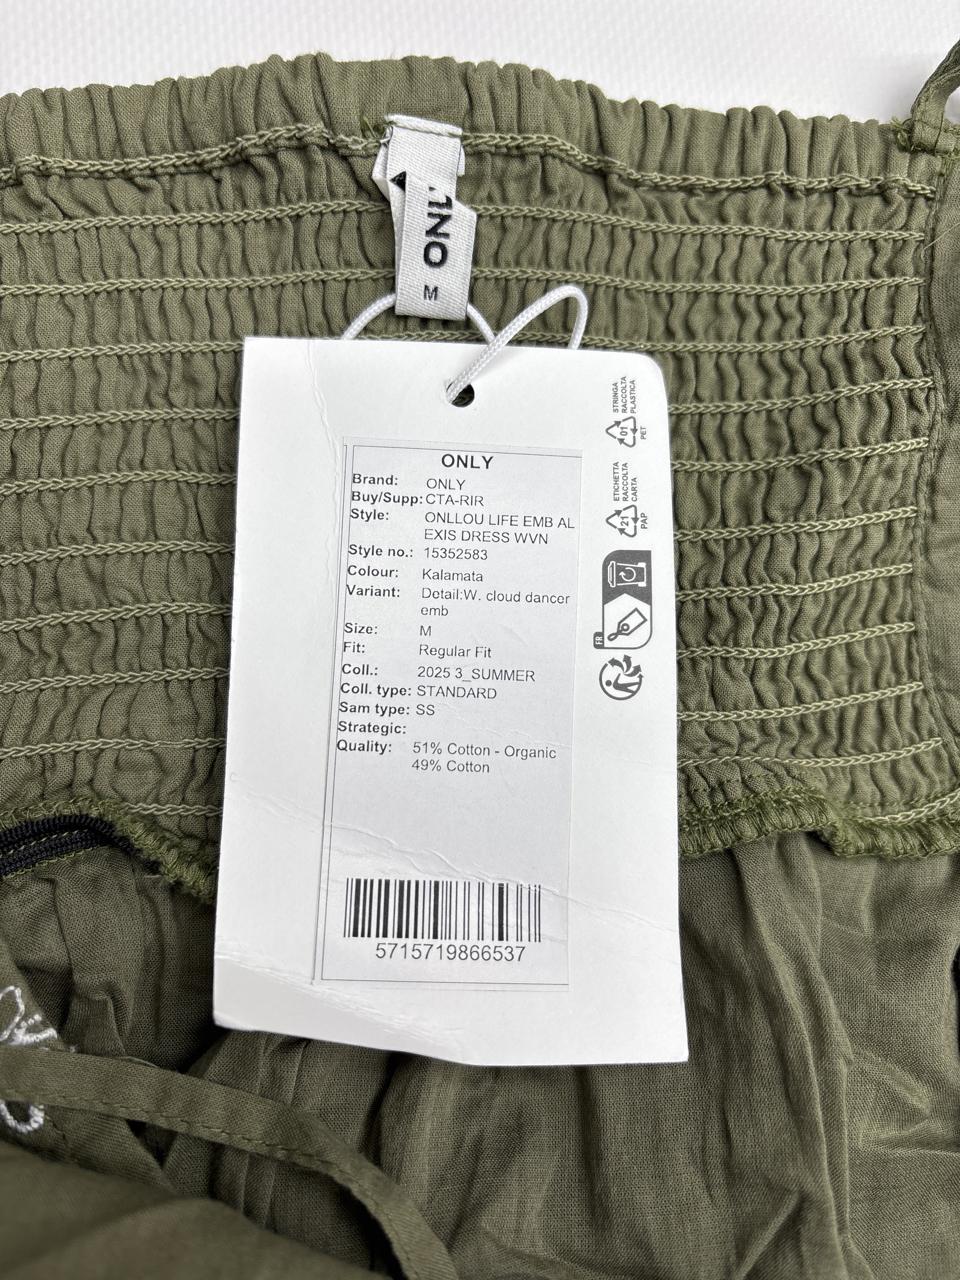 ONLY
M
STRINGA
RACCOLTA
PLASTICA
01
PET
ETICHETTA
RACCOLTA
CARTA
21
PAP
FR
ONLY
Brand: ONLY
Buy/Supp: CTA-RIR
Style: ONLLOU LIFE EMB AL
EXIS DRESS WVN
Style no.: 15352583
Colour: Kalamata
Variant: Detail:W. cloud dancer
emb
Size: M
Fit: Regular Fit
Coll.: 2025 3_SUMMER
Coll. type: STANDARD
Sam type: SS
Strategic:
Quality: 51% Cotton - Organic
49% Cotton
5715719866537